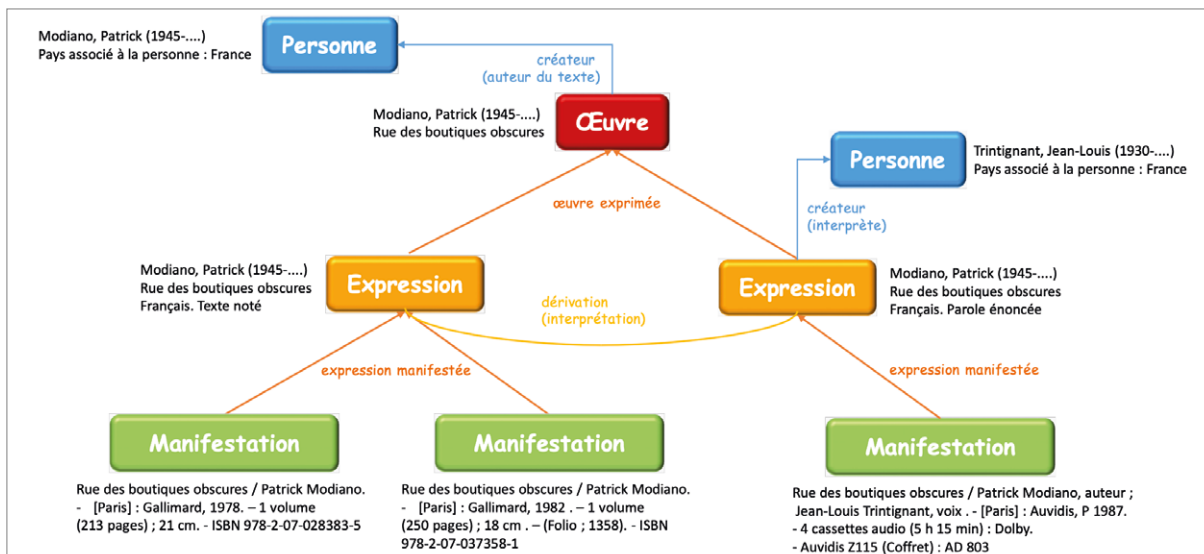 Modiano, Patrick (1945-....)
Pays associé à la personne : France
Personne
créateur
(auteur du texte)
Modiano, Patrick (1945-....)
Rue des boutiques obscures
Œuvre
Personne
Trintignant, Jean-Louis (1930-....)
Pays associé à la personne : France
œuvre exprimée
créateur
(interprète)
Modiano, Patrick (1945-....)
Rue des boutiques obscures
Français. Texte noté
Expression
dérivation
(interprétation)
Expression
Modiano, Patrick (1945-....)
Rue des boutiques obscures
Français. Parole énoncée
expression manifestée
expression manifestée
Manifestation
Manifestation
Manifestation
Rue des boutiques obscures / Patrick Modiano.
- [Paris] : Gallimard, 1978. – 1 volume
(213 pages) ; 21 cm. - ISBN 978-2-07-028383-5
Rue des boutiques obscures / Patrick Modiano.
- [Paris] : Gallimard, 1982 . – 1 volume
(250 pages) ; 18 cm . – (Folio ; 1358). - ISBN
978-2-07-037358-1
Rue des boutiques obscures / Patrick Modiano, auteur ;
Jean-Louis Trintignant, voix . - [Paris] : Auvidis, P 1987.
- 4 cassettes audio (5 h 15 min) : Dolby.
- Auvidis Z115 (Coffret) : AD 803